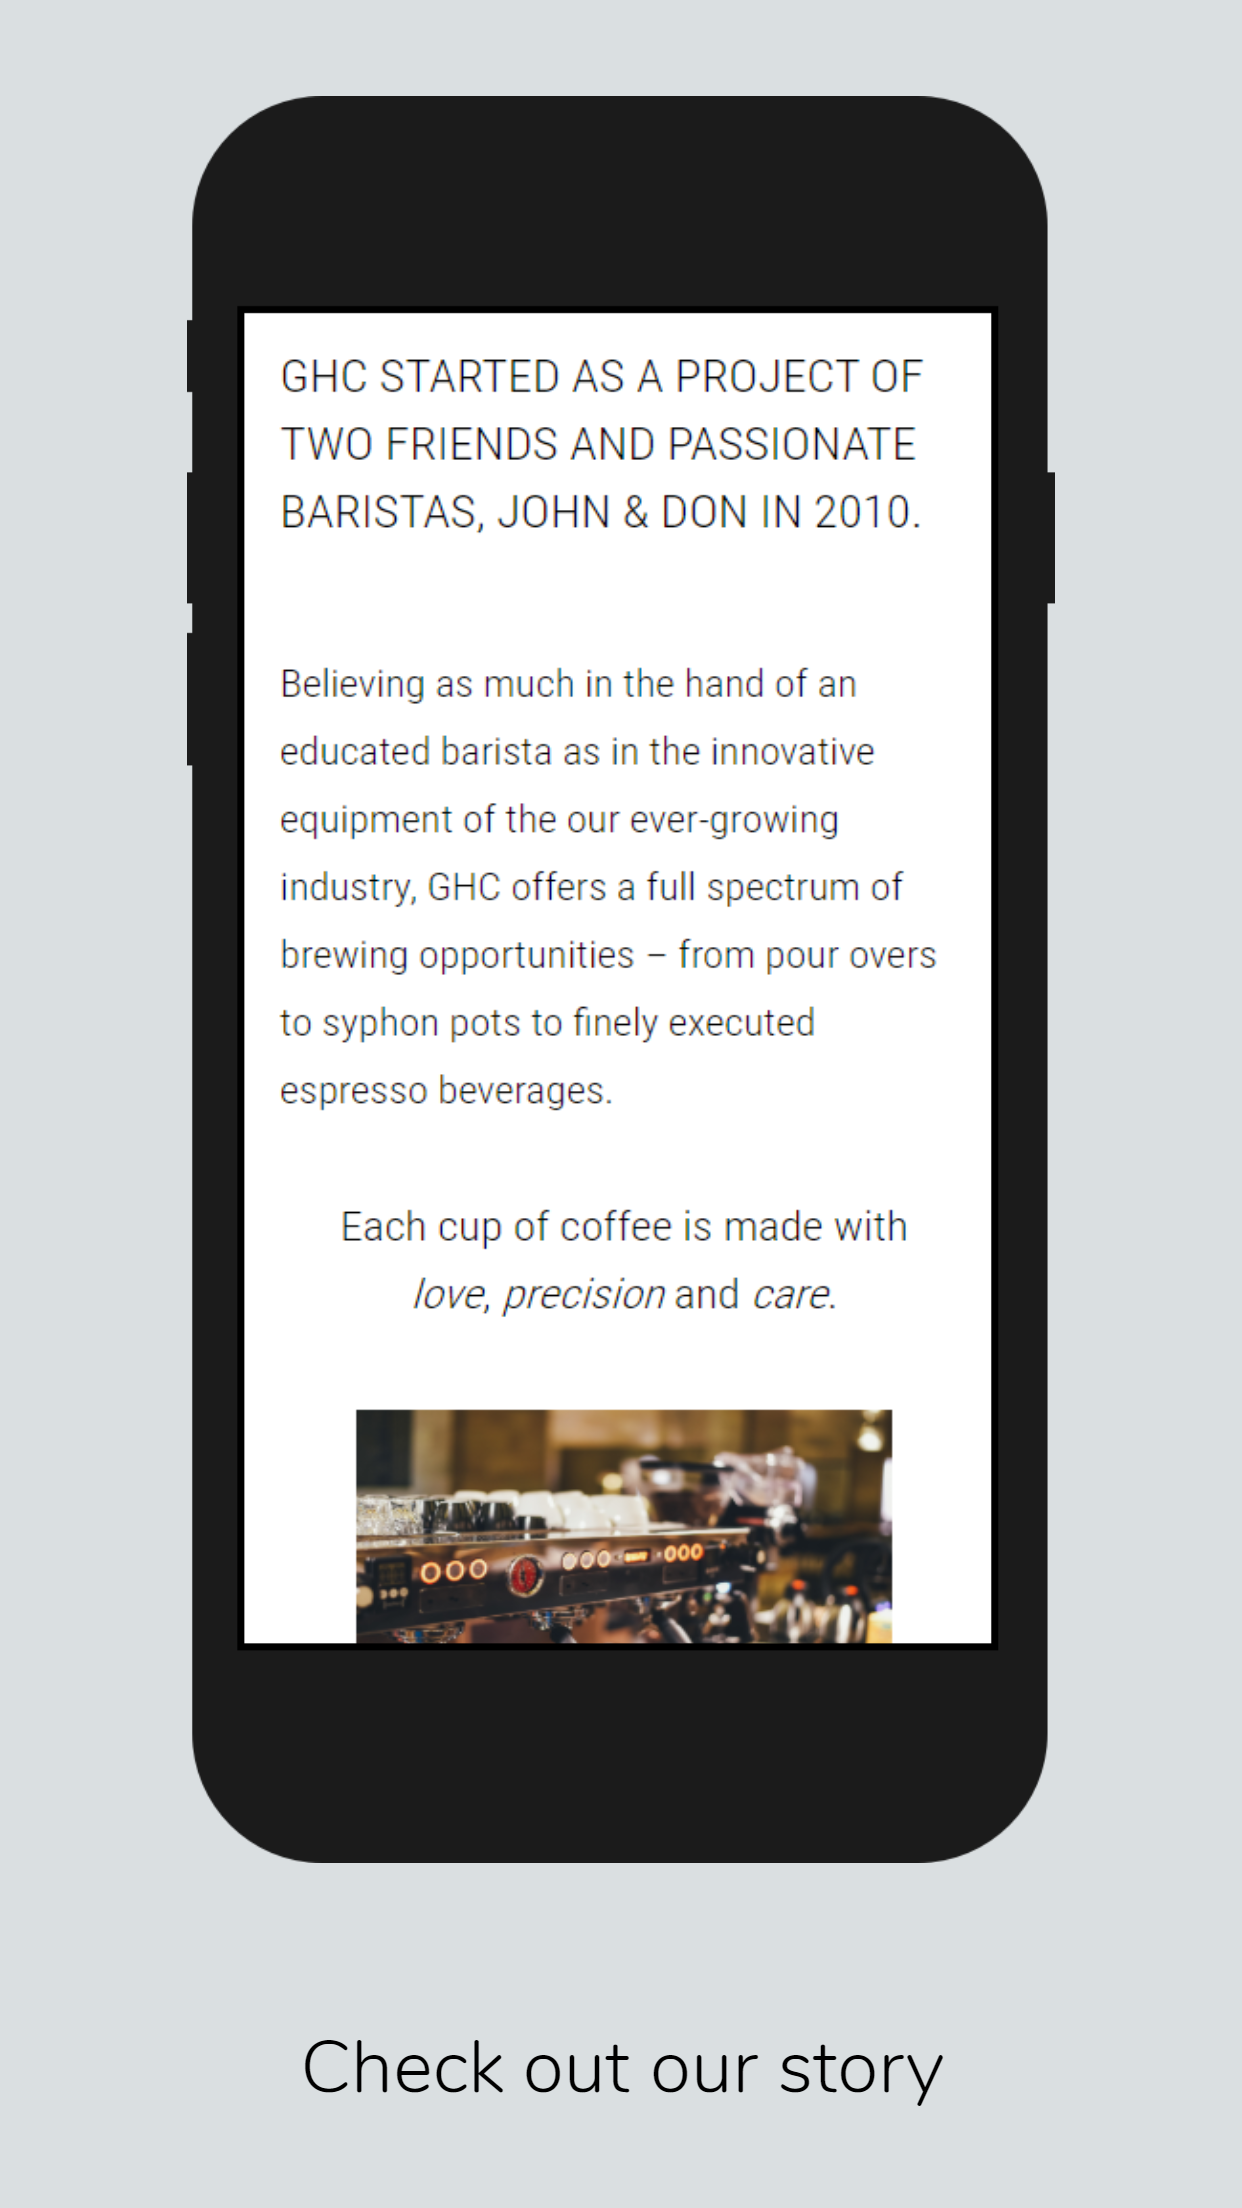 GHC STARTED AS A PROJECT OF
TWO FRIENDS AND PASSIONATE
BARISTAS, JOHN & DON IN 2010.
Believing as much in the hand of an
educated barista as in the innovative
equipment of the our ever-growing
industry, GHC offers a full spectrum of
brewing opportunities – from pour overs
to syphon pots to finely executed
espresso beverages.
Each cup of coffee is made with
love, precision and care.
Check out our story